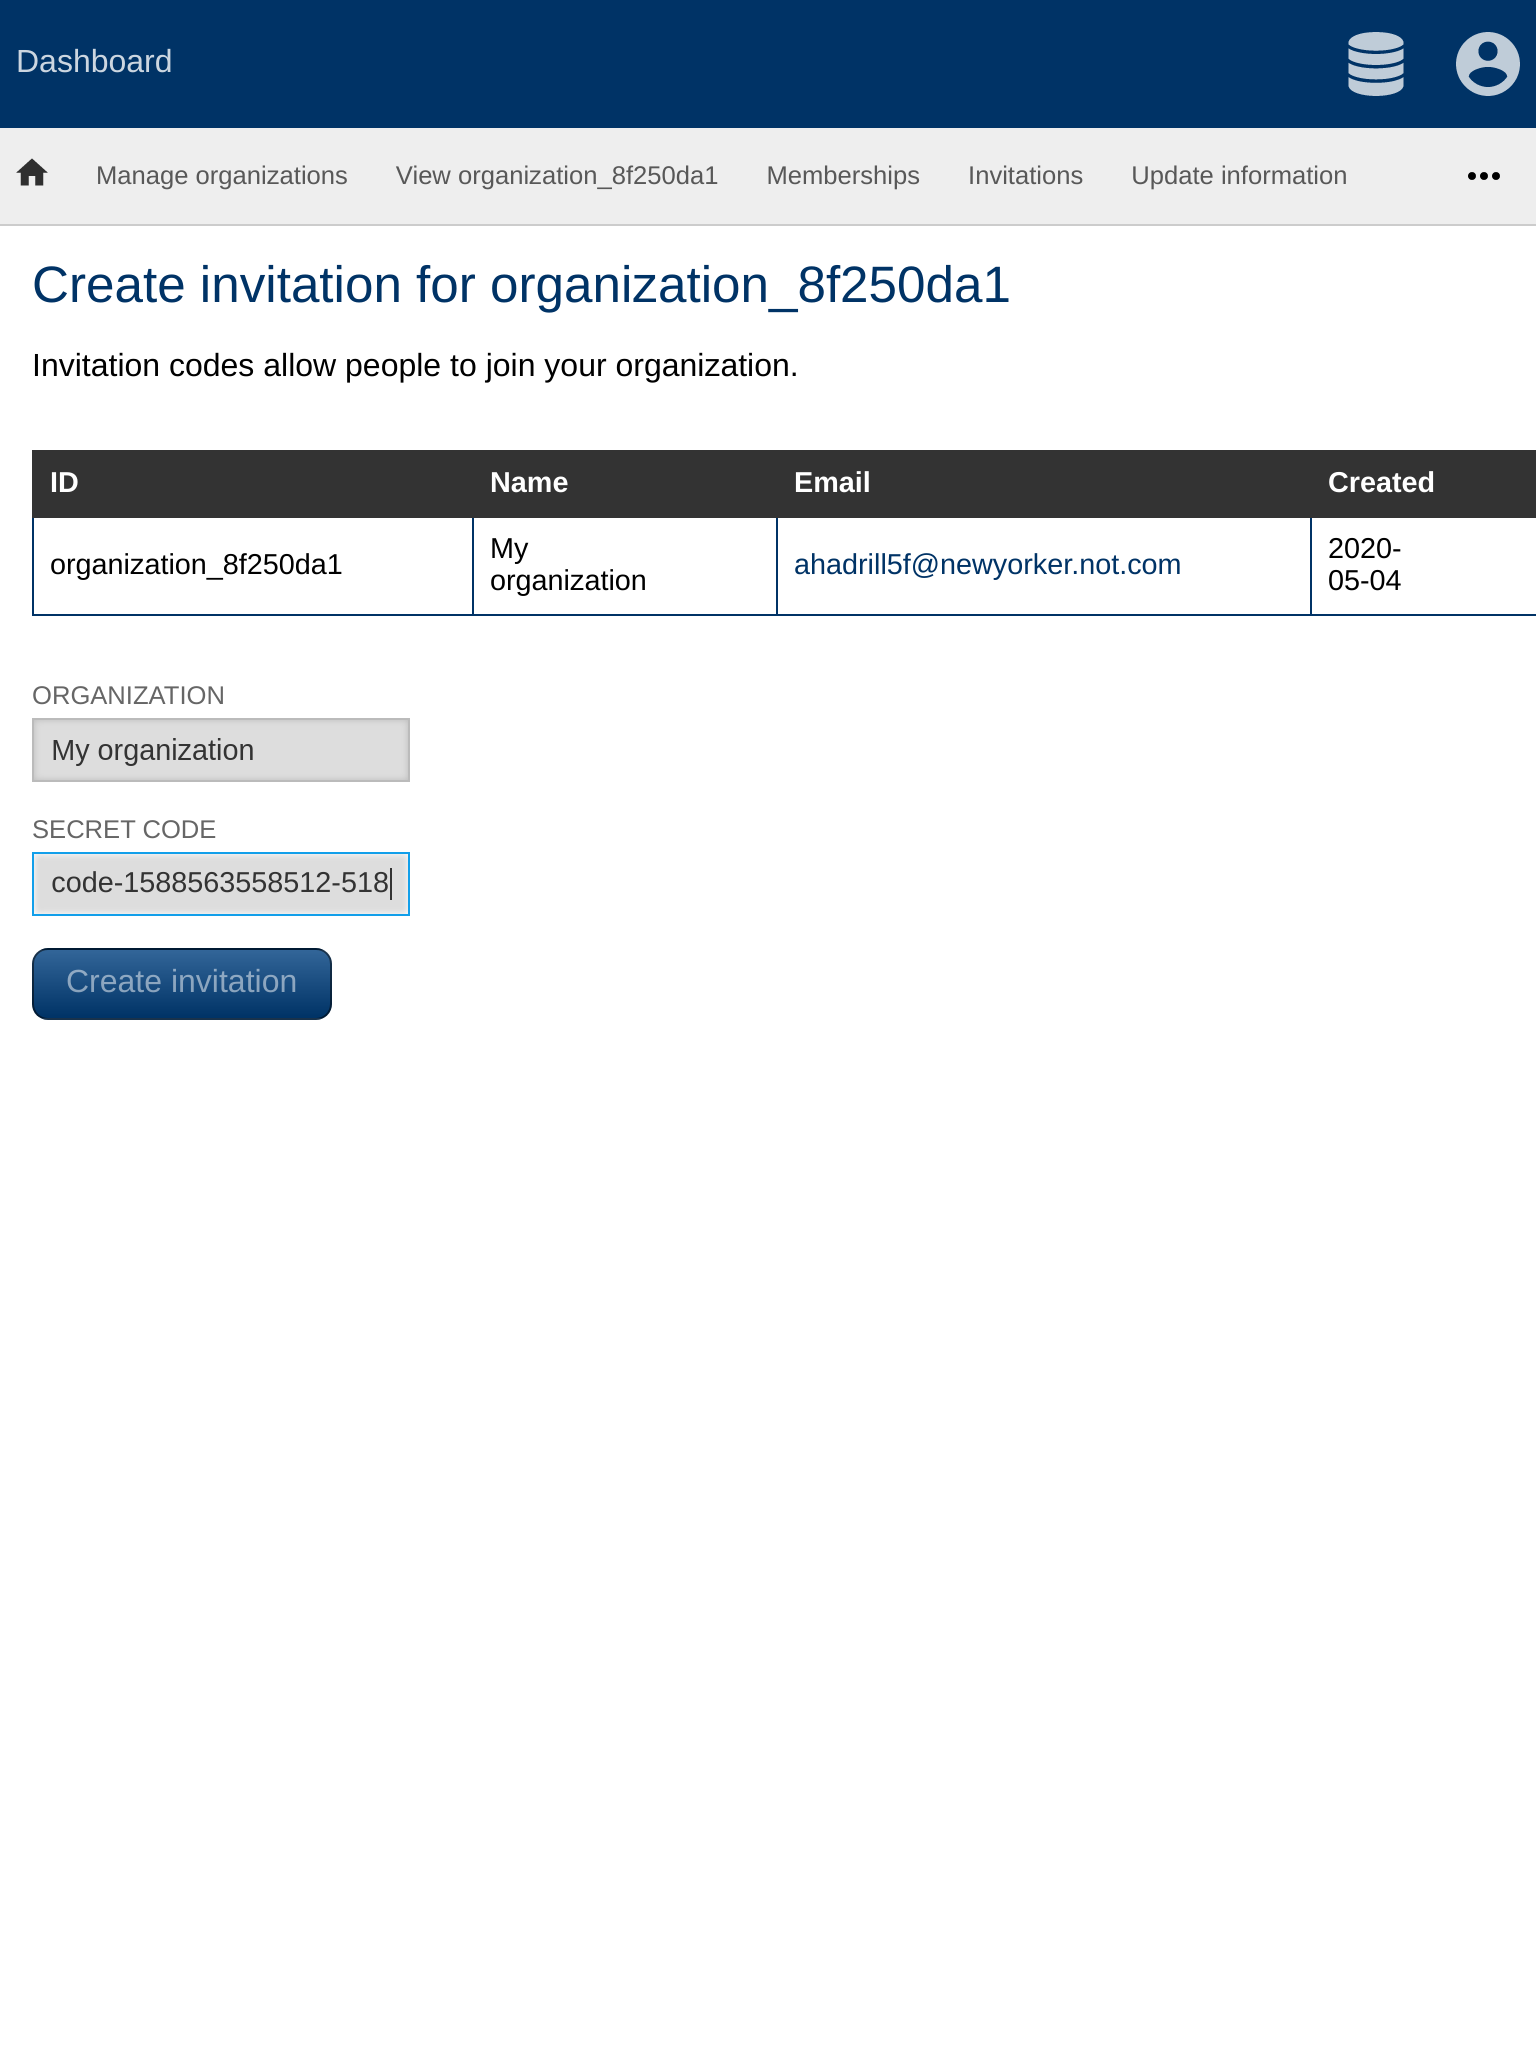 Dashboard
Manage organizations View organization_8f250da1 Memberships Invitations Update information
Create invitation for organization_8f250da1
Invitation codes allow people to join your organization.
ID Name Email Created
organization_8f250da1 My organization ahadrill5f@newyorker.not.com 2020-05-04
ORGANIZATION
My organization
SECRET CODE
code-1588563558512-518
Create invitation